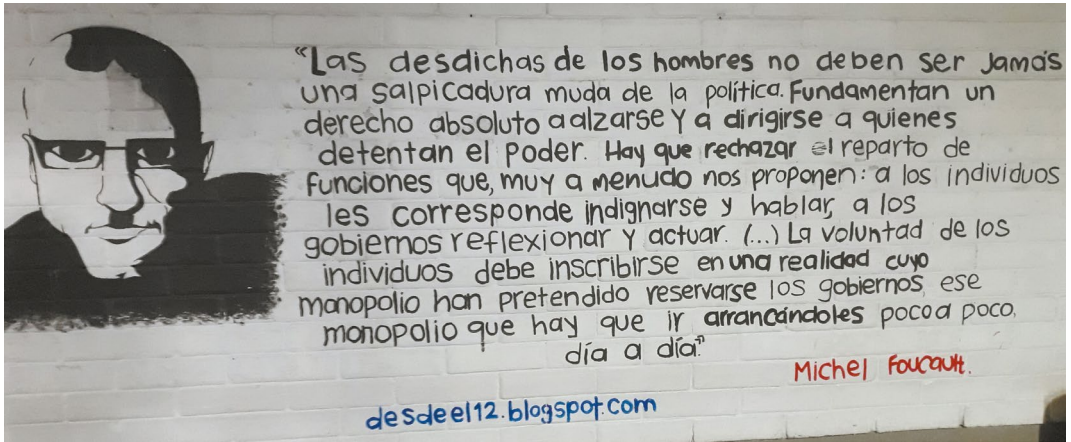 "Las desdichas de los hombres no deben ser Jamás
una salpicadura muda de la política. Fundamentan un
derecho absoluto a alzarse y a dirigirse a quienes
detentan el poder. Hay que rechazar el reparto de
funciones que, muy a menudo nos proponen: a los individuos
les corresponde indignarse y hablar, a los
gobiernos reflexionar y actuar. (...) La voluntad de los
individuos debe inscribirse en una realidad cuyo
monopolio han pretendido reservarse los gobiernos, ese
monopolio que hay que ir arrancándoles poco a poco,
día a día."
Michel Foucault.
desdeel12.blogspot.com